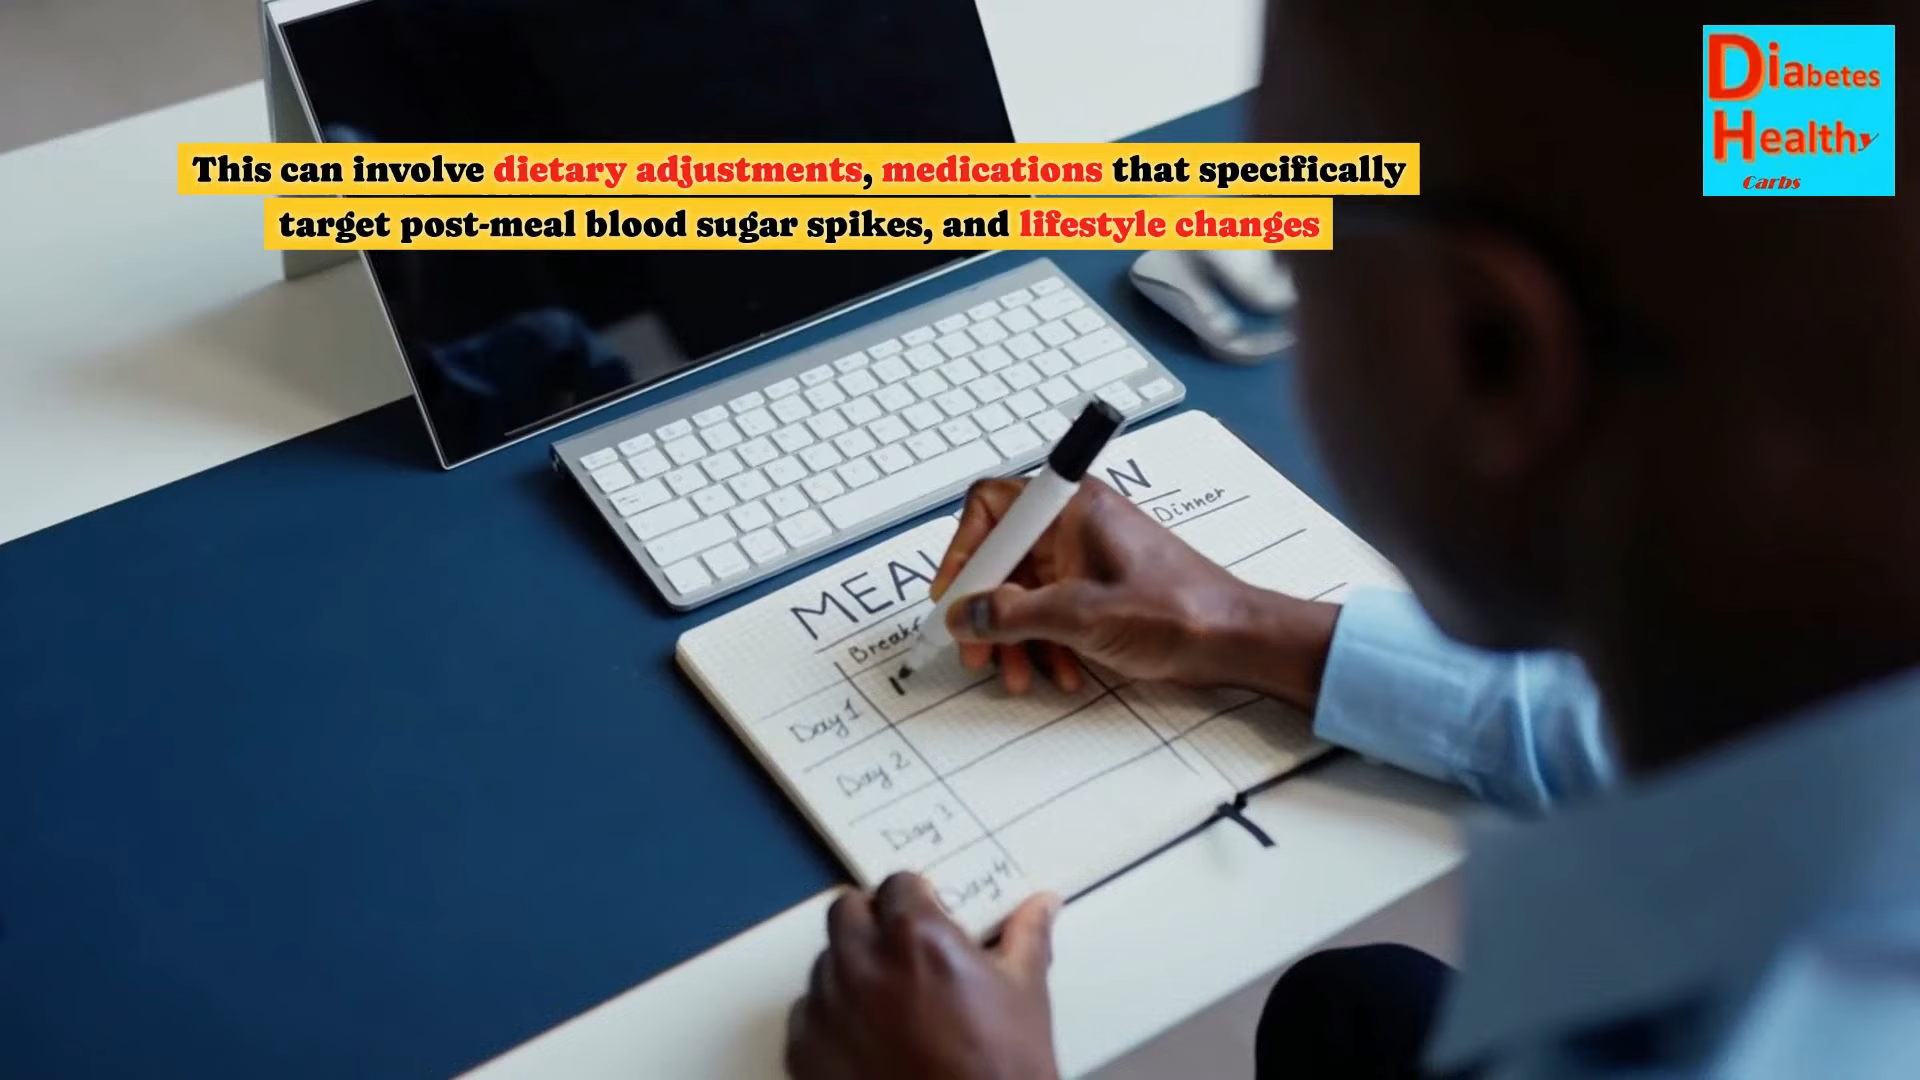 This can involve dietary adjustments, medications that specifically
target post-meal blood sugar spikes, and lifestyle changes
Diabetes
Healthy
Carbs
Dinner
Day 1
Day 2
Day 3
Day 4